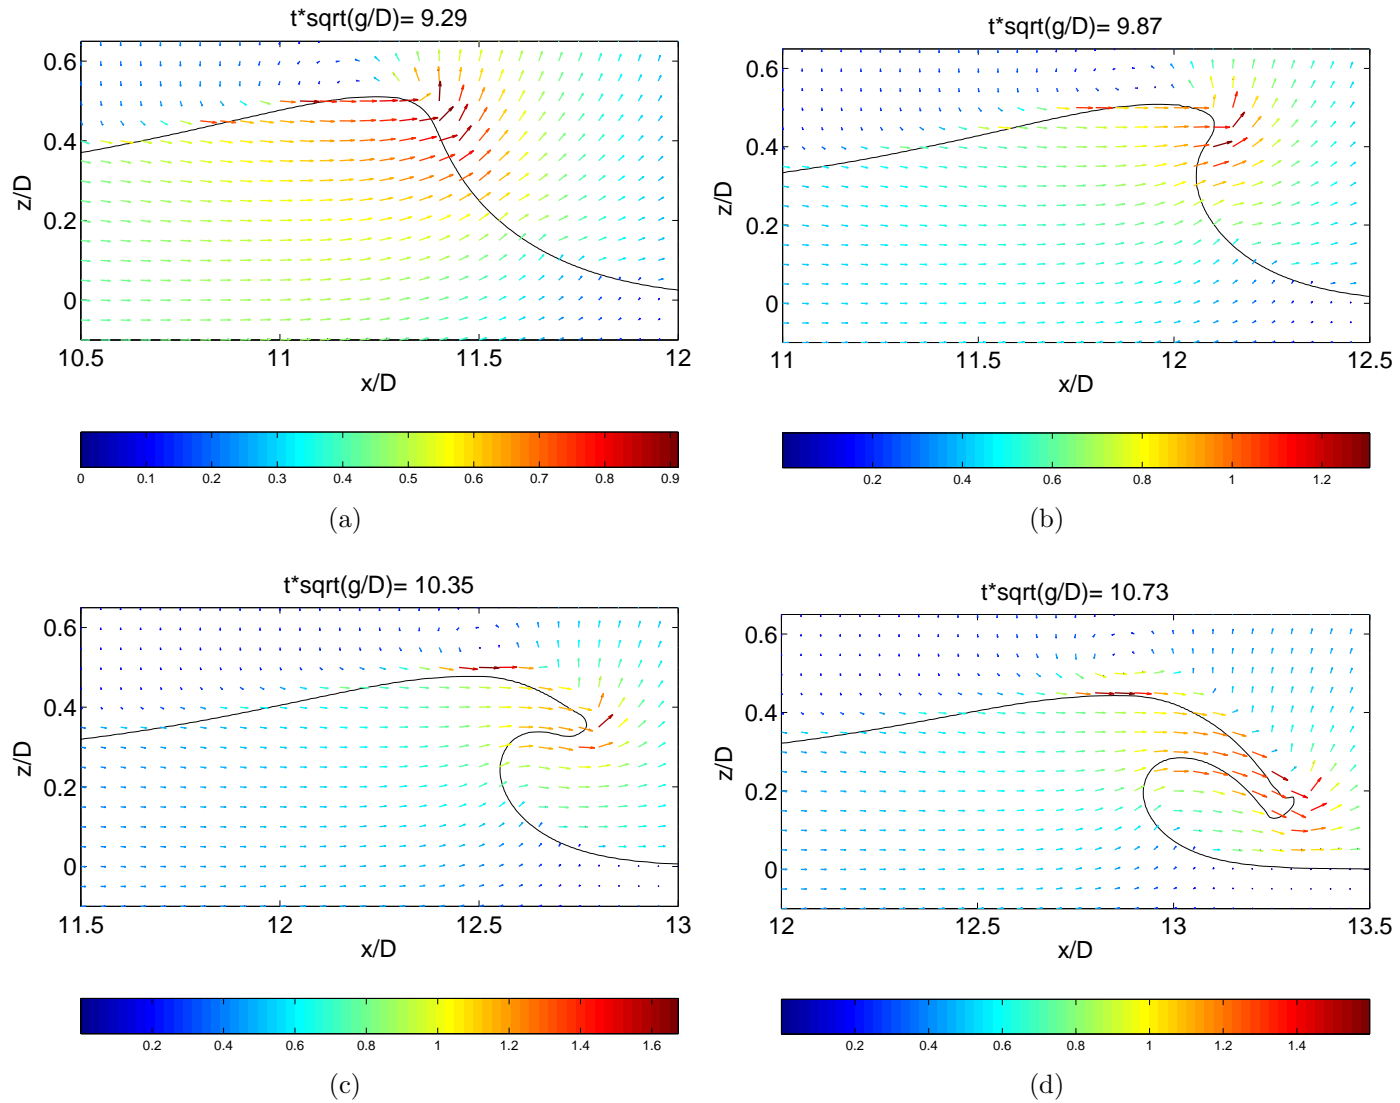 t*sqrt(g/D)= 9.29
z/D
0.6
0.4
0.2
0
10.5 11 11.5 12
x/D
0 0.1 0.2 0.3 0.4 0.5 0.6 0.7 0.8 0.9
(a)
t*sqrt(g/D)= 9.87
z/D
0.6
0.4
0.2
0
11 11.5 12 12.5
x/D
0.2 0.4 0.6 0.8 1 1.2
(b)
t*sqrt(g/D)= 10.35
z/D
0.6
0.4
0.2
0
11.5 12 12.5 13
x/D
0.2 0.4 0.6 0.8 1 1.2 1.4 1.6
(c)
t*sqrt(g/D)= 10.73
z/D
0.6
0.4
0.2
0
12 12.5 13 13.5
x/D
0.2 0.4 0.6 0.8 1 1.2 1.4
(d)